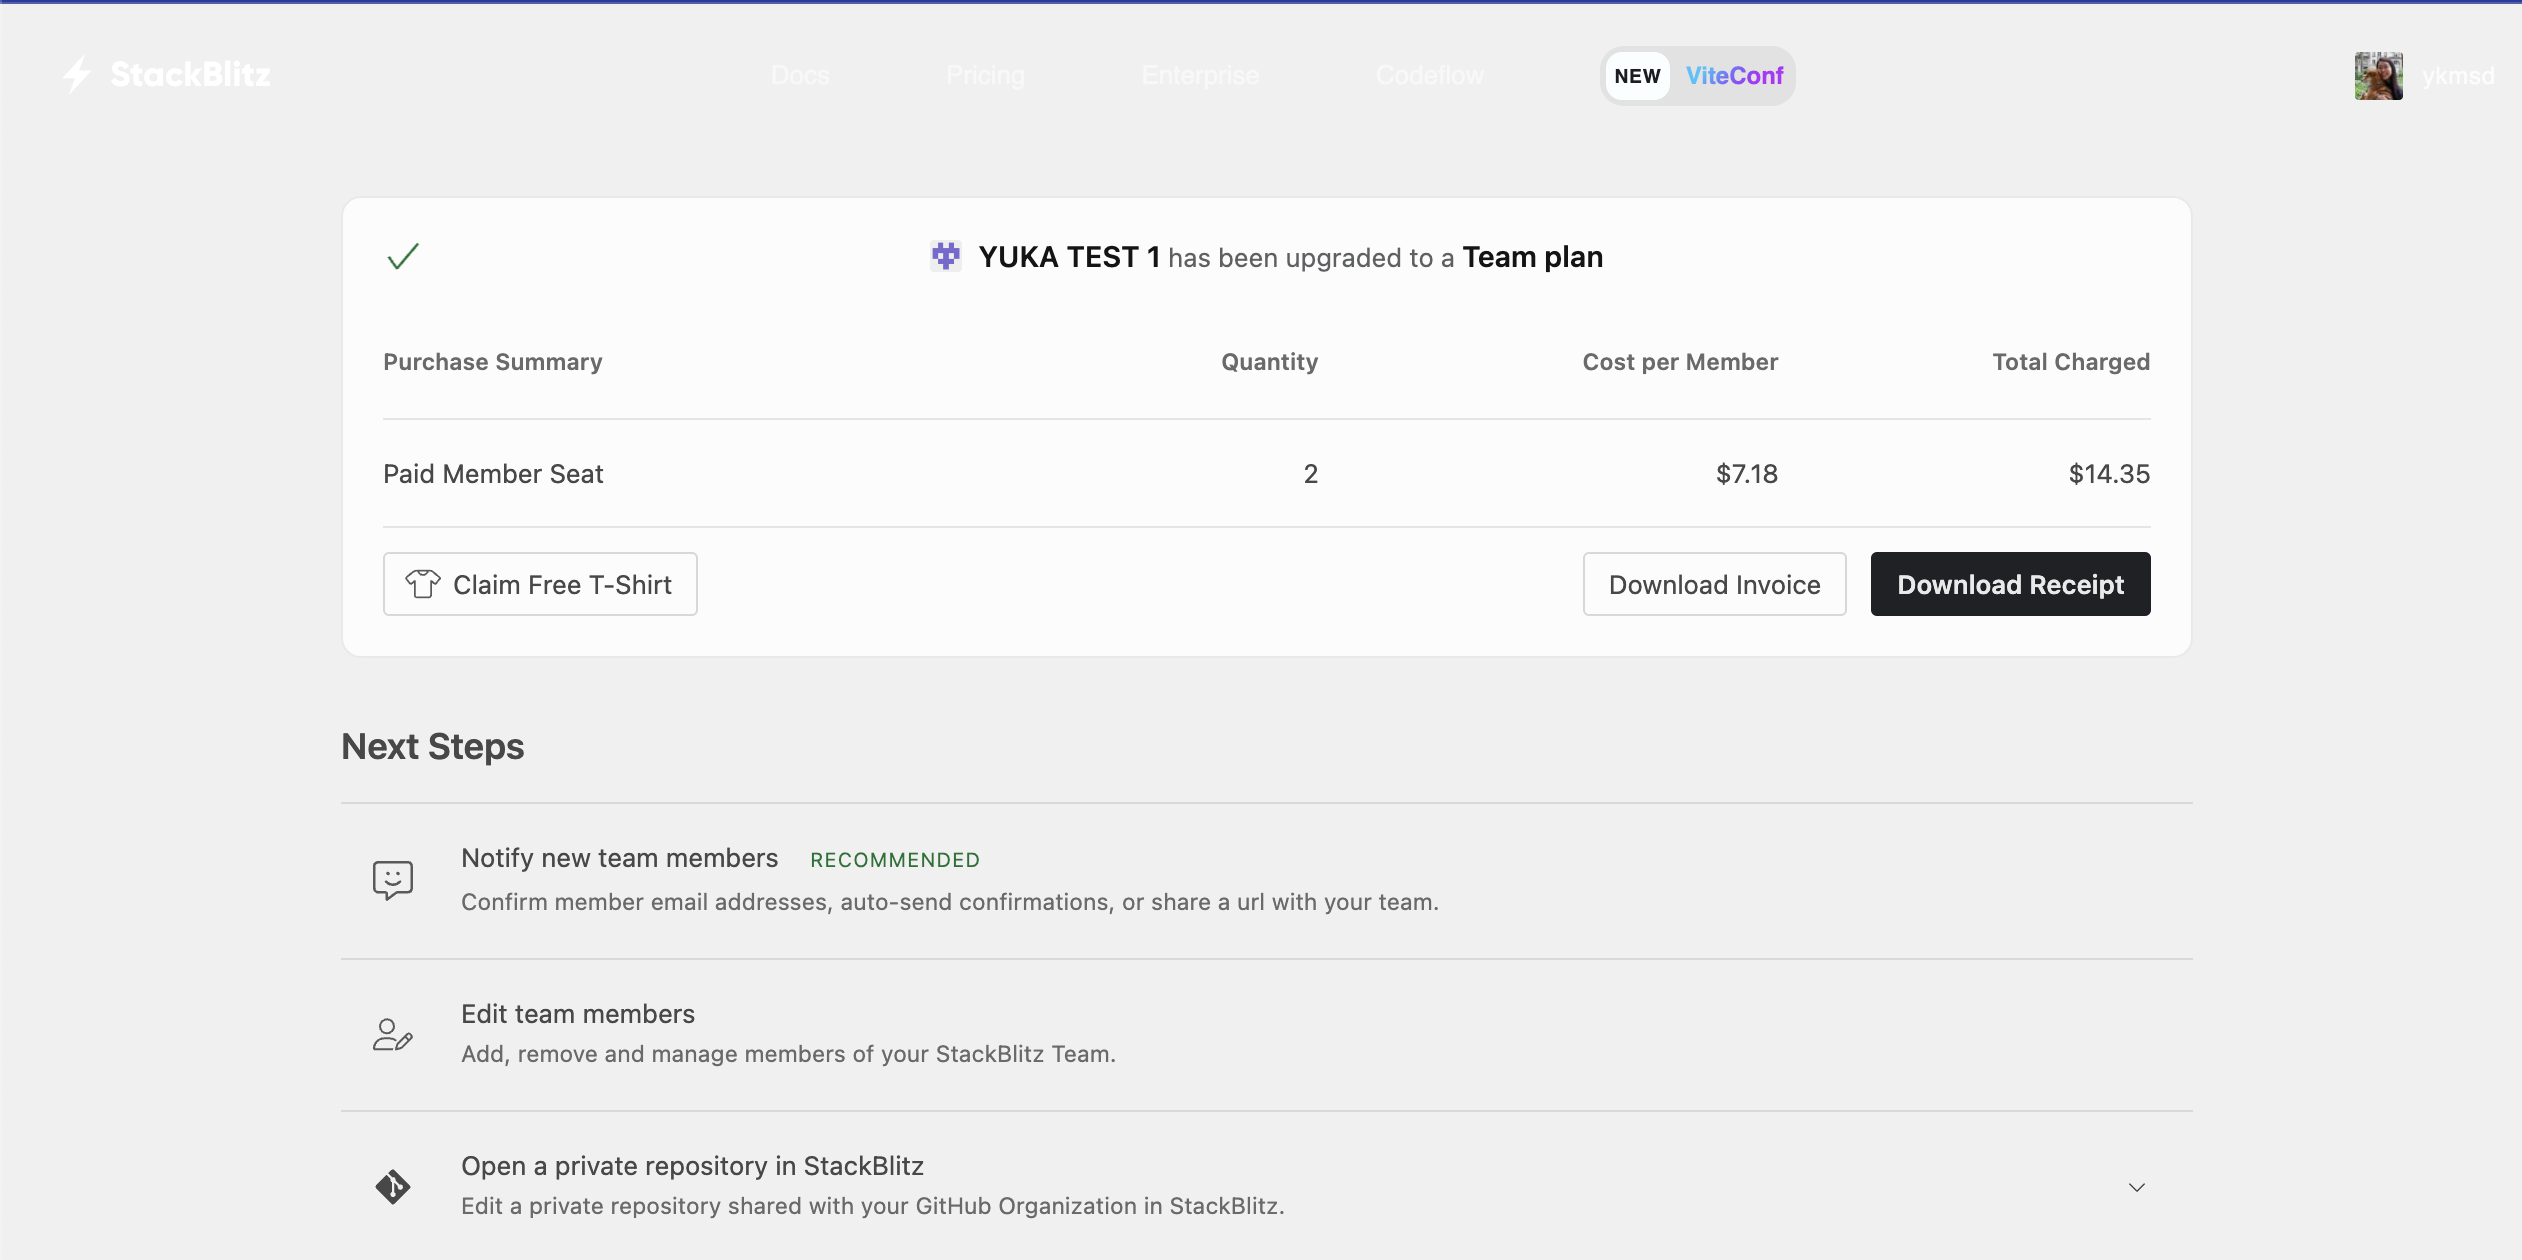 StackBlitz
Docs
Pricing
Enterprise
Codeflow
NEW ViteConf
ykmsd
YUKA TEST 1 has been upgraded to a Team plan
Purchase Summary Quantity Cost per Member Total Charged
Paid Member Seat 2 $7.18 $14.35
Claim Free T-Shirt
Download Invoice
Download Receipt
Next Steps
Notify new team members RECOMMENDED
Confirm member email addresses, auto-send confirmations, or share a url with your team.
Edit team members
Add, remove and manage members of your StackBlitz Team.
Open a private repository in StackBlitz
Edit a private repository shared with your GitHub Organization in StackBlitz.